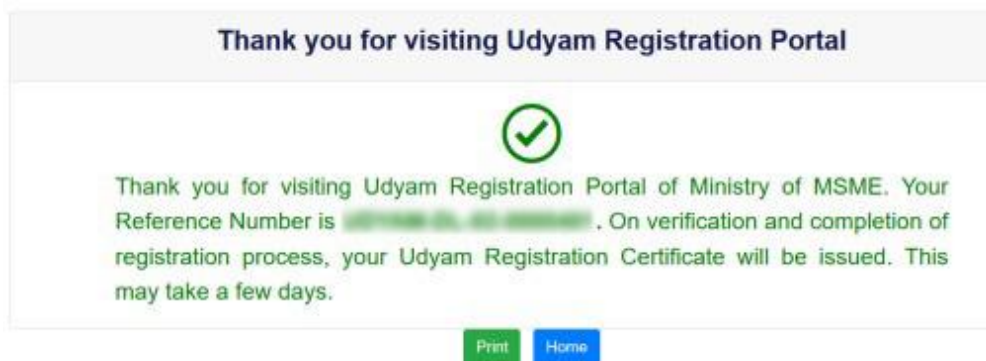 Thank you for visiting Udyam Registration Portal
Thank you for visiting Udyam Registration Portal of Ministry of MSME. Your
Reference Number is . On verification and completion of
registration process, your Udyam Registration Certificate will be issued. This
may take a few days.
Print Home